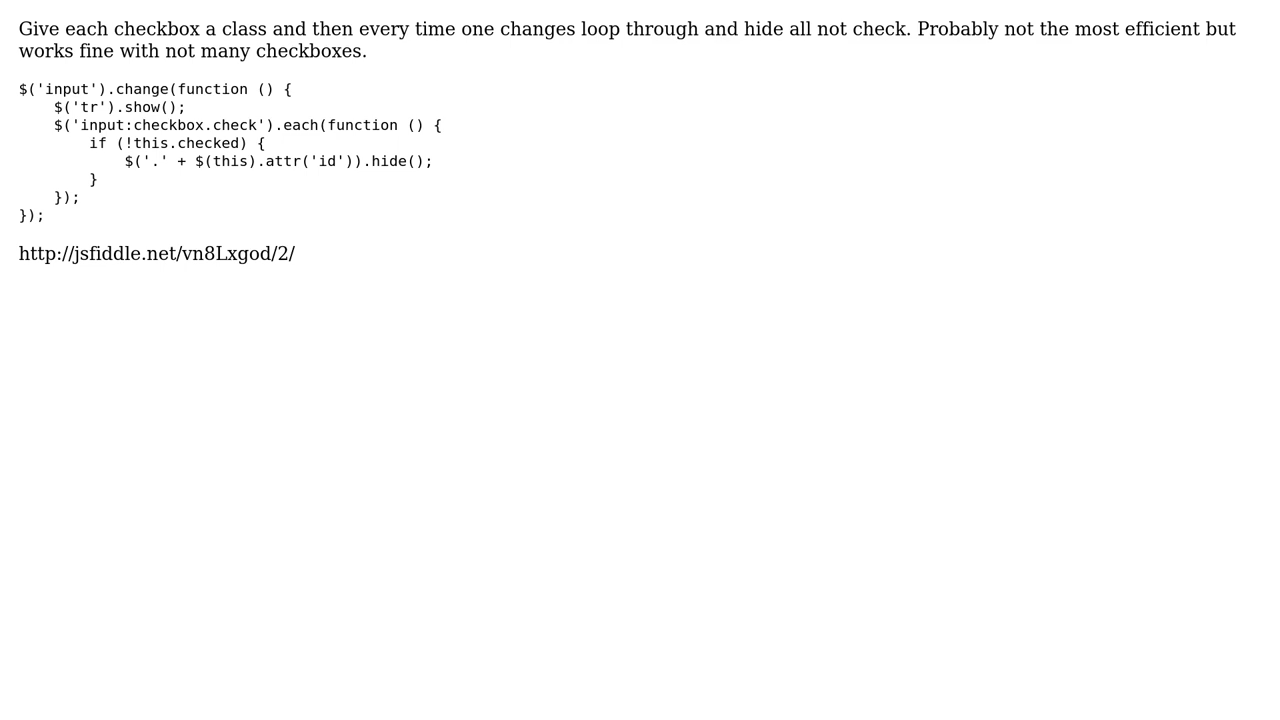 Give each checkbox a class and then every time one changes loop through and hide all not check. Probably not the most efficient but
works fine with not many checkboxes.
$('input').change(function () {
    $('tr').show();
    $('input:checkbox.check').each(function () {
        if (!this.checked) {
            $('.' + $(this).attr('id')).hide();
        }
    });
});
http://jsfiddle.net/vn8Lxgod/2/